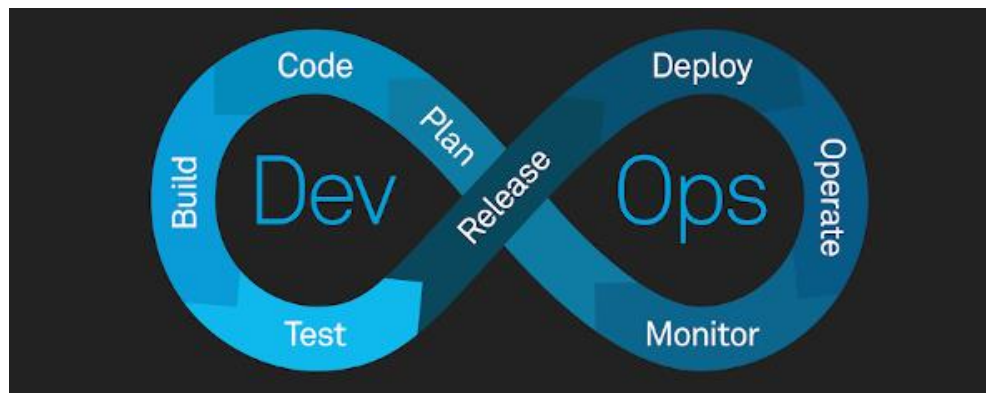 Code
Deploy
Plan
Build
Dev
Release
Ops
Operate
Test
Monitor